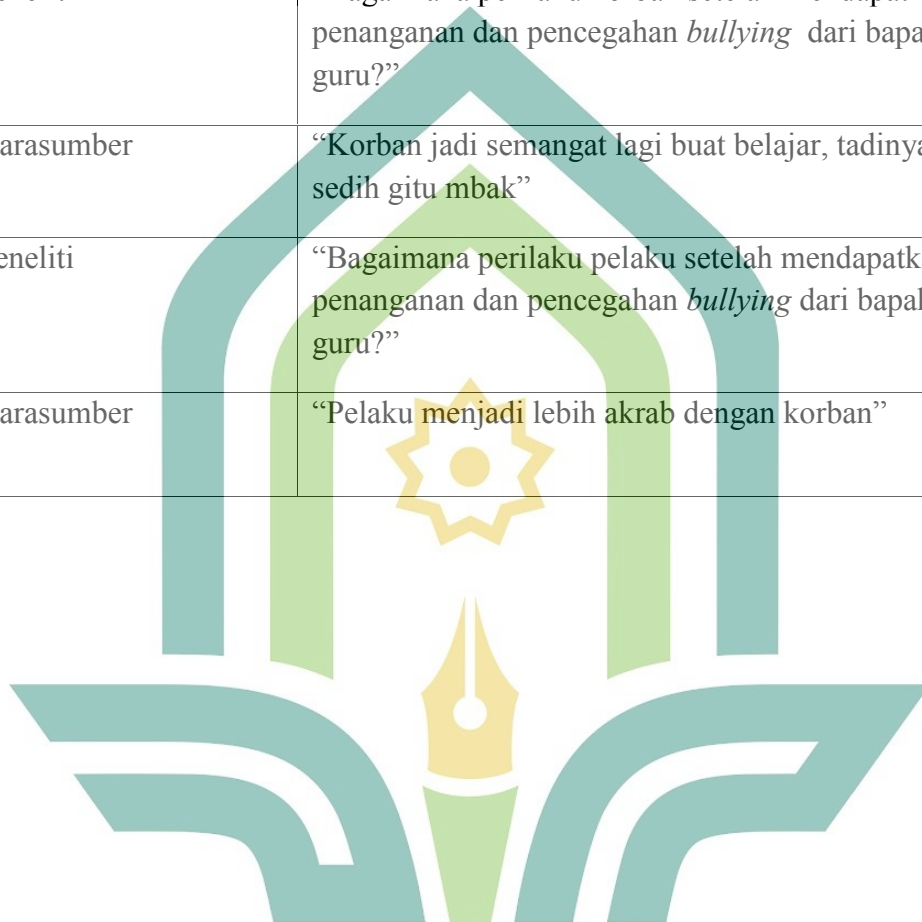 penanganan dan pencegahan bullying dari bapa
guru?”
arasumber “Korban jadi semangat lagi buat belajar, tadinya
sedih gitu mbak”
eneliti “Bagaimana perilaku pelaku setelah mendapatk
penanganan dan pencegahan bullying dari bapak
guru?”
arasumber “Pelaku menjadi lebih akrab dengan korban”